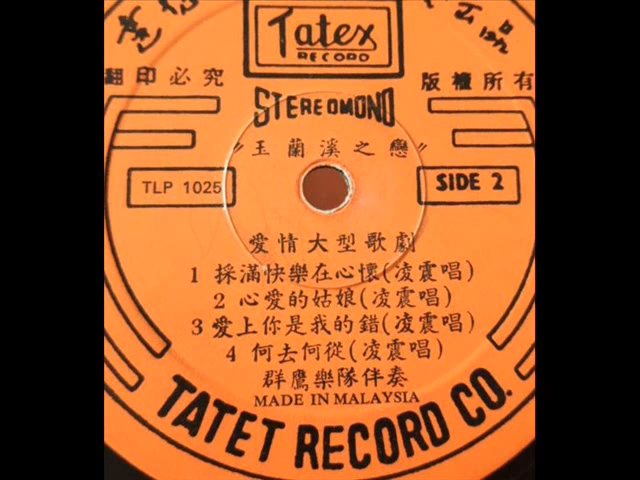 Tatex
RECORD
出品
翻印必究
版權所有
STEREOMONO
"玉蘭溪之戀"
TLP 1025
SIDE 2
愛情大型歌劇
1 採滿快樂在心懷(凌震唱)
2 心愛的姑娘(凌震唱)
3 愛上你是我的錯(凌震唱)
4 何去何從(凌震唱)
群鷹樂隊伴奏
MADE IN MALAYSIA
TATET RECORD CO.